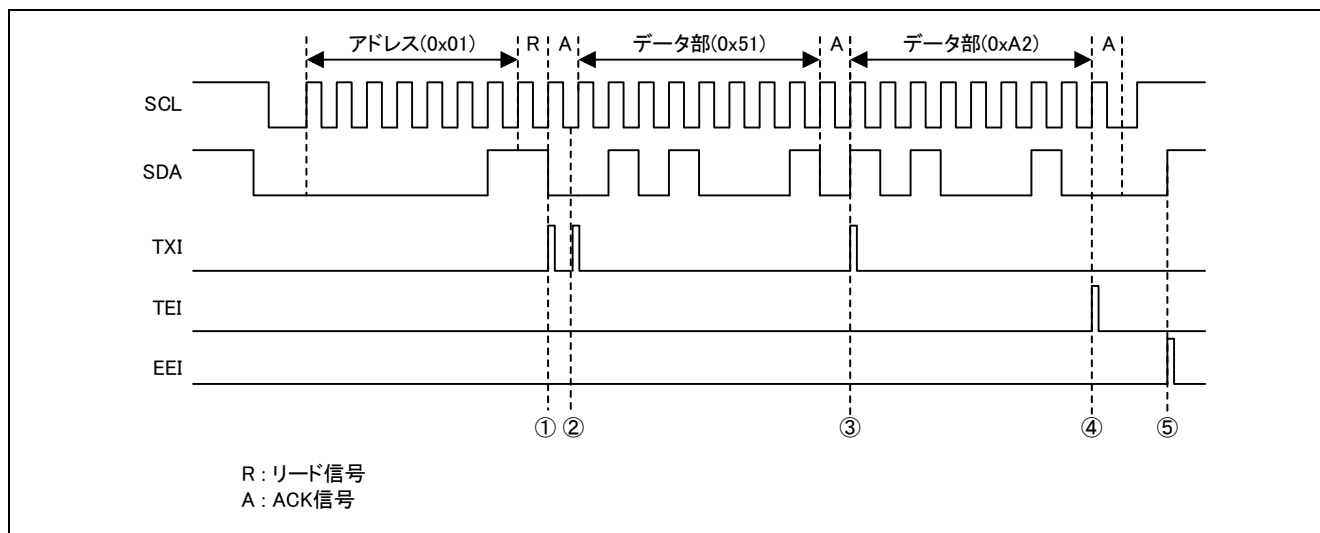 アドレス(0x01) R A データ部(0x51) A データ部(0xA2) A
SCL
SDA
TXI
TEI
EEI
① ② ③ ④ ⑤
R : リード信号
A : ACK信号